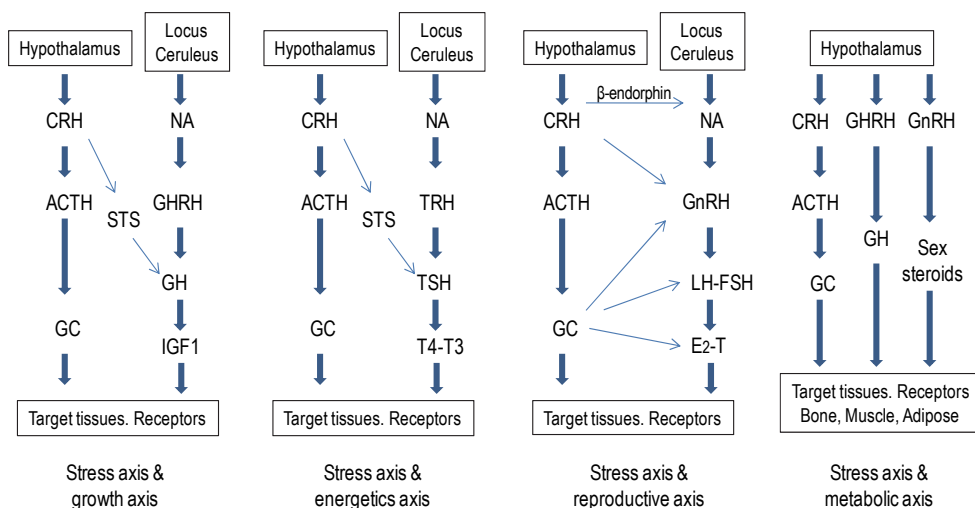 Hypothalamus
Locus
Ceruleus
CRH
NA
ACTH
STS
GHRH
GH
GC
IGF1
Target tissues. Receptors
Stress axis &
growth axis
Hypothalamus
Locus
Ceruleus
CRH
NA
ACTH
STS
TRH
TSH
GC
T4-T3
Target tissues. Receptors
Stress axis &
energetics axis
Hypothalamus
Locus
Ceruleus
β-endorphin
CRH
NA
ACTH
GnRH
LH-FSH
GC
E2-T
Target tissues. Receptors
Stress axis &
reproductive axis
Hypothalamus
CRH
GHRH
GnRH
ACTH
GH
Sex
steroids
GC
Target tissues. Receptors
Bone, Muscle, Adipose
Stress axis &
metabolic axis